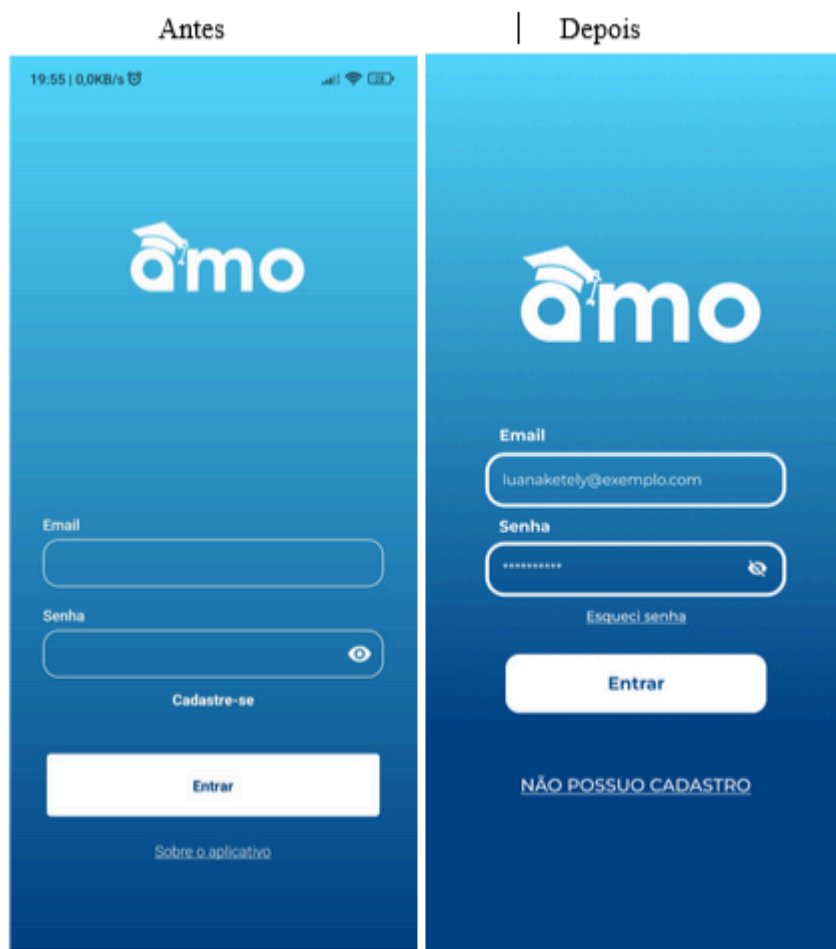 Antes
Depois
19:55 | 0,0KB/s
amo
Email
Senha
Cadastre-se
Entrar
Sobre o aplicativo
amo
Email
luanaketely@exemplo.com
Senha
**********
Esqueci senha
Entrar
NÃO POSSUO CADASTRO